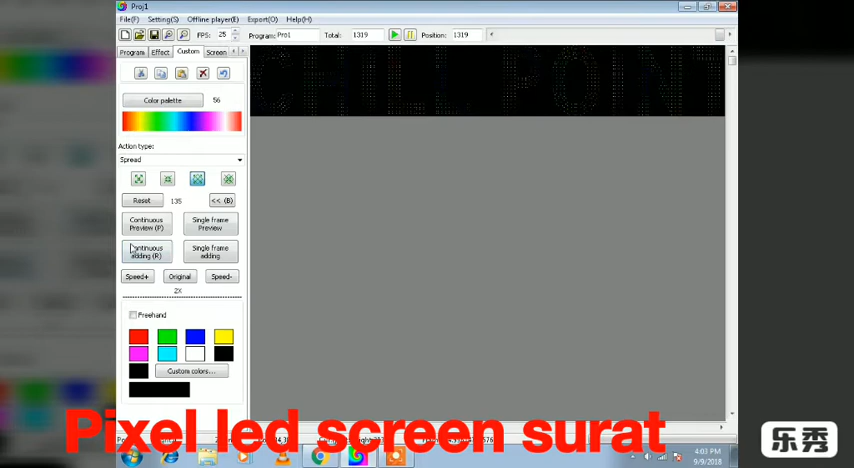 Proj1
File(F) Setting(S) Offline player(E) Export(O) Help(H)
FPS: 25 Program: Pro1 Total: 1319 Position: 1319
Program Effect Custom Screen
CHILL POINT
Color palette 56
Action type:
Spread
Reset 135 << (B)
Continuous Preview (P) Single frame Preview
Continuous adding (R) Single frame adding
Speed+ Original Speed-
2X
Freehand
Custom colors...
Pixel led screen surat
乐秀
4:03 PM
9/9/2018